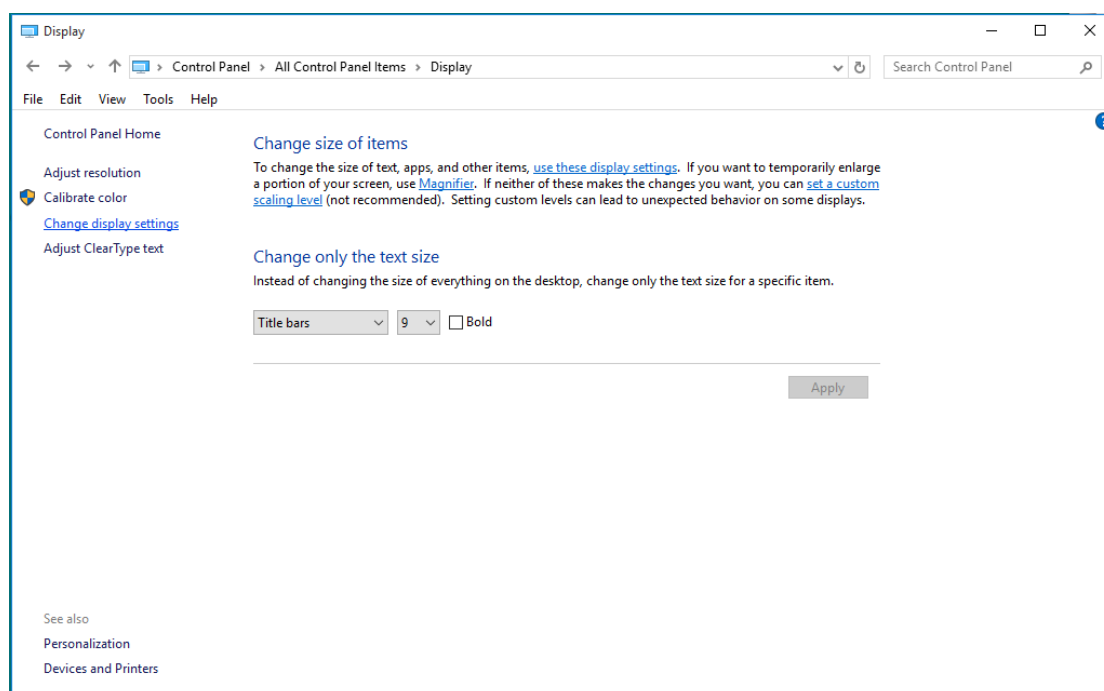 Display
Control Panel > All Control Panel Items > Display
Search Control Panel
File Edit View Tools Help
Control Panel Home
Adjust resolution
Calibrate color
Change display settings
Adjust ClearType text
Change size of items
To change the size of text, apps, and other items, use these display settings. If you want to temporarily enlarge
a portion of your screen, use Magnifier. If neither of these makes the changes you want, you can set a custom
scaling level (not recommended). Setting custom levels can lead to unexpected behavior on some displays.
Change only the text size
Instead of changing the size of everything on the desktop, change only the text size for a specific item.
Title bars 9 Bold
Apply
See also
Personalization
Devices and Printers